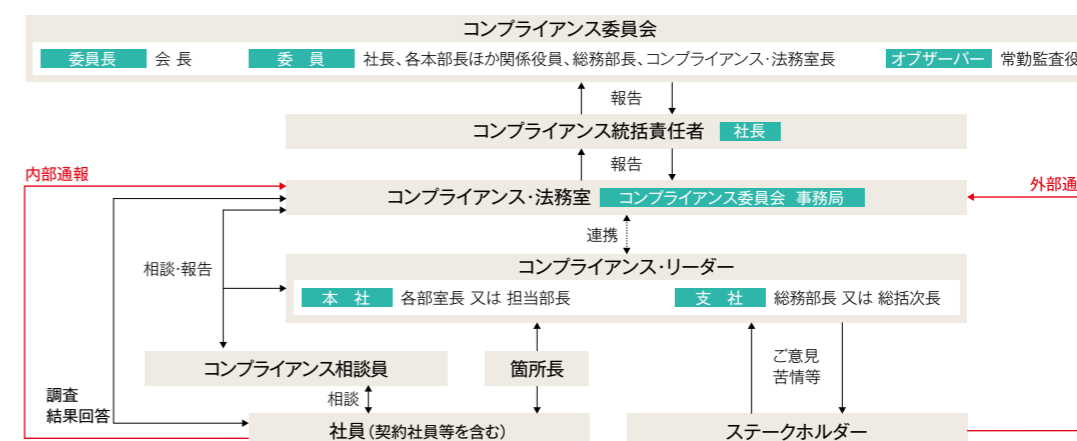 コンプライアンス委員会
委員長 会 長 委 員 社長、各本部長ほか関係役員、総務部長、コンプライアンス・法務室長 オブザーバー 常勤監査役
報告
コンプライアンス統括責任者 社長
報告
内部通報
外部通
コンプライアンス・法務室 コンプライアンス委員会 事務局
連携
相談・報告
コンプライアンス・リーダー
本 社 各部室長 又は 担当部長 支 社 総務部長 又は 総括次長
コンプライアンス相談員
箇所長
ご意見
苦情等
調査
結果回答
相談
社員(契約社員等を含む)
ステークホルダー